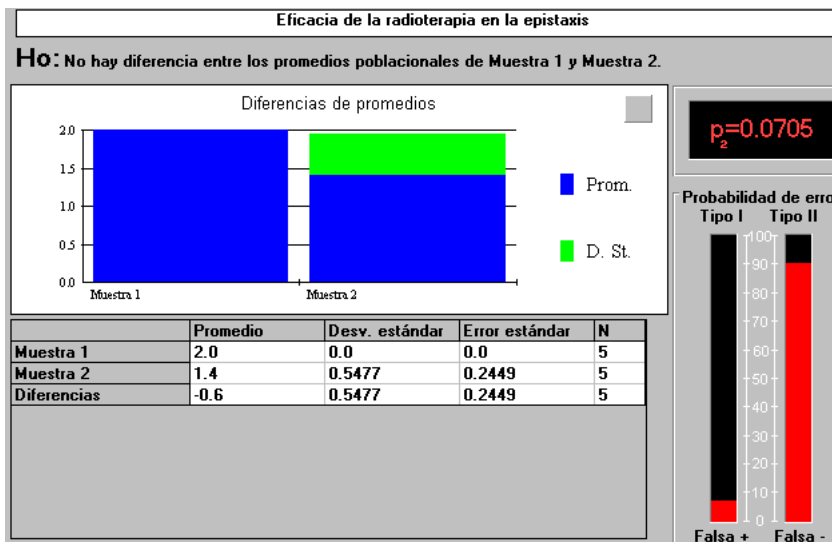 Eficacia de la radioterapia en la epistaxis
Ho: No hay diferencia entre los promedios poblacionales de Muestra 1 y Muestra 2.
Diferencias de promedios
2.0
1.5
1.0
0.5
0.0
Muestra 1 Muestra 2
Prom.
D. St.
p2=0.0705
Probabilidad de erro
Tipo I Tipo II
100
90
80
70
60
50
40
30
20
10
0
Falsa + Falsa -
Promedio Desv. estándar Error estándar N
Muestra 1 2.0 0.0 0.0 5
Muestra 2 1.4 0.5477 0.2449 5
Diferencias -0.6 0.5477 0.2449 5